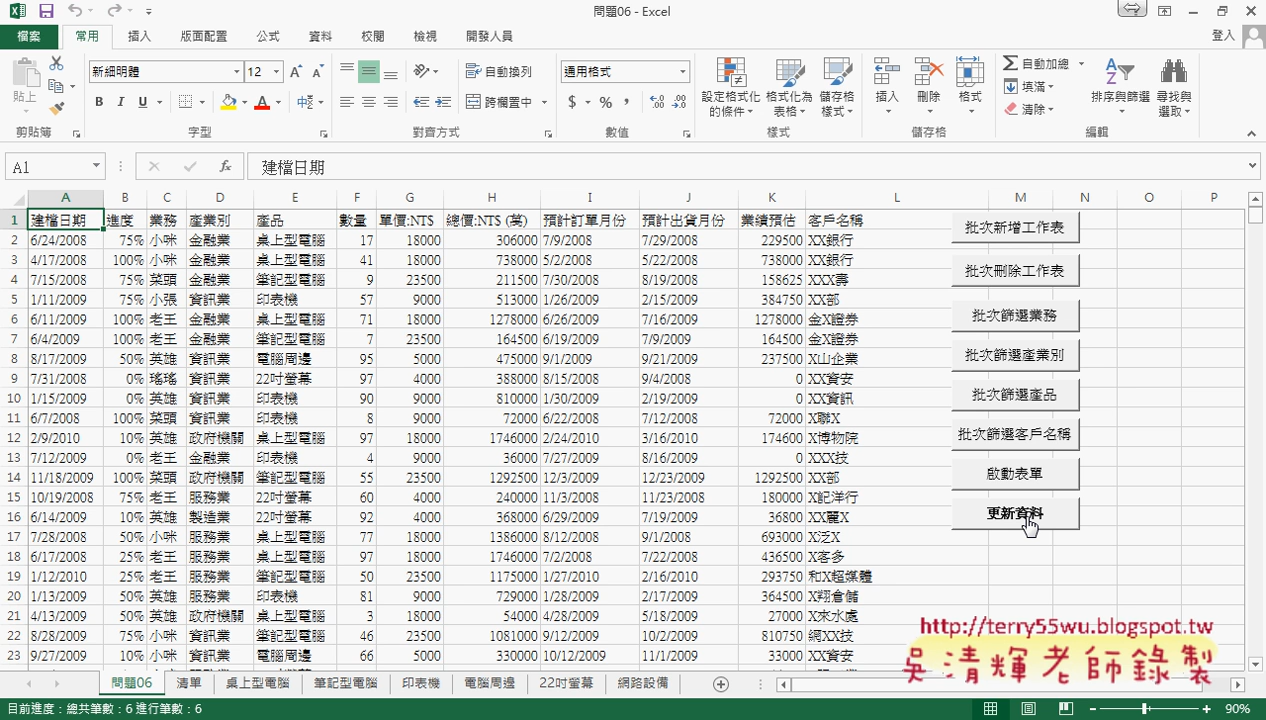 問題06 - Excel
檔案 常用 插入 版面配置 公式 資料 校閱 檢視 開發人員 登入
新細明體 12 自動換列 通用格式 自動加總
貼上 B I U 中 跨欄置中 $ % , 設定格式化的條件 格式化為表格 儲存格樣式 插入 刪除 格式 填滿 清除 排序與篩選 尋找與選取
剪貼簿 字型 對齊方式 數值 樣式 儲存格 編輯
A1 fx 建檔日期
A B C D E F G H I J K L M N O P
1 建檔日期 進度 業務 產業別 產品 數量 單價:NT$ 總價:NT$ (萬) 預計訂單月份 預計出貨月份 業績預估 客戶名稱
2 6/24/2008 75% 小咪 金融業 桌上型電腦 17 18000 306000 7/9/2008 7/29/2008 229500 XX銀行
3 4/17/2008 100% 小咪 金融業 桌上型電腦 41 18000 738000 5/2/2008 5/22/2008 738000 XX銀行
4 7/15/2008 75% 菜頭 金融業 筆記型電腦 9 23500 211500 7/30/2008 8/19/2008 158625 XXX壽
5 1/11/2009 75% 小張 資訊業 印表機 57 9000 513000 1/26/2009 2/15/2009 384750 XX部
6 6/11/2009 100% 老王 金融業 桌上型電腦 71 18000 1278000 6/26/2009 7/16/2009 1278000 金X證券
7 6/4/2009 100% 老王 金融業 筆記型電腦 7 23500 164500 6/19/2009 7/9/2009 164500 金X證券
8 8/17/2009 50% 英雄 資訊業 電腦周邊 95 5000 475000 9/1/2009 9/21/2009 237500 X山企業
9 7/31/2008 0% 瑤瑤 資訊業 22吋螢幕 97 4000 388000 8/15/2008 9/4/2008 0 XX資安
10 1/15/2009 0% 英雄 資訊業 印表機 90 9000 810000 1/30/2009 2/19/2009 0 XX資訊
11 6/7/2008 100% 菜頭 資訊業 印表機 8 9000 72000 6/22/2008 7/12/2008 72000 X聯X
12 2/9/2010 10% 英雄 政府機關 桌上型電腦 97 18000 1746000 2/24/2010 3/16/2010 174600 X博物院
13 7/12/2009 0% 老王 金融業 印表機 4 9000 36000 7/27/2009 8/16/2009 0 XXX技
14 11/18/2009 100% 菜頭 政府機關 筆記型電腦 55 23500 1292500 12/3/2009 12/23/2009 1292500 XX部
15 10/19/2008 75% 老王 服務業 22吋螢幕 60 4000 240000 11/3/2008 11/23/2008 180000 X記洋行
16 6/14/2009 10% 英雄 製造業 22吋螢幕 92 4000 368000 6/29/2009 7/19/2009 36800 XX麗X
17 7/28/2008 50% 小咪 服務業 桌上型電腦 77 18000 1386000 8/12/2008 9/1/2008 693000 X泛X
18 6/17/2008 25% 老王 服務業 桌上型電腦 97 18000 1746000 7/2/2008 7/22/2008 436500 X客多
19 1/12/2010 25% 老王 服務業 筆記型電腦 50 23500 1175000 1/27/2010 2/16/2010 293750 和X超媒體
20 1/13/2009 50% 英雄 服務業 印表機 81 9000 729000 1/28/2009 2/17/2009 364500 X翔倉儲
21 4/13/2009 50% 英雄 政府機關 桌上型電腦 3 18000 54000 4/28/2009 5/18/2009 27000 X來水處
22 8/28/2009 75% 小咪 資訊業 筆記型電腦 46 23500 1081000 9/12/2009 10/2/2009 810750 網XX技
23 9/27/2009 10% 小咪 資訊業 電腦周邊 66 5000 330000 10/12/2009 11/1/2009 33000 XX資安
批次新增工作表
批次刪除工作表
批次篩選業務
批次篩選產業別
批次篩選產品
批次篩選客戶名稱
啟動表單
更新資料
http://terry55wu.blogspot.tw
吳清輝老師錄製
問題06 清單 桌上型電腦 筆記型電腦 印表機 電腦周邊 22吋螢幕 網路設備
目前進度：總共筆數：6 進行筆數：6 90%